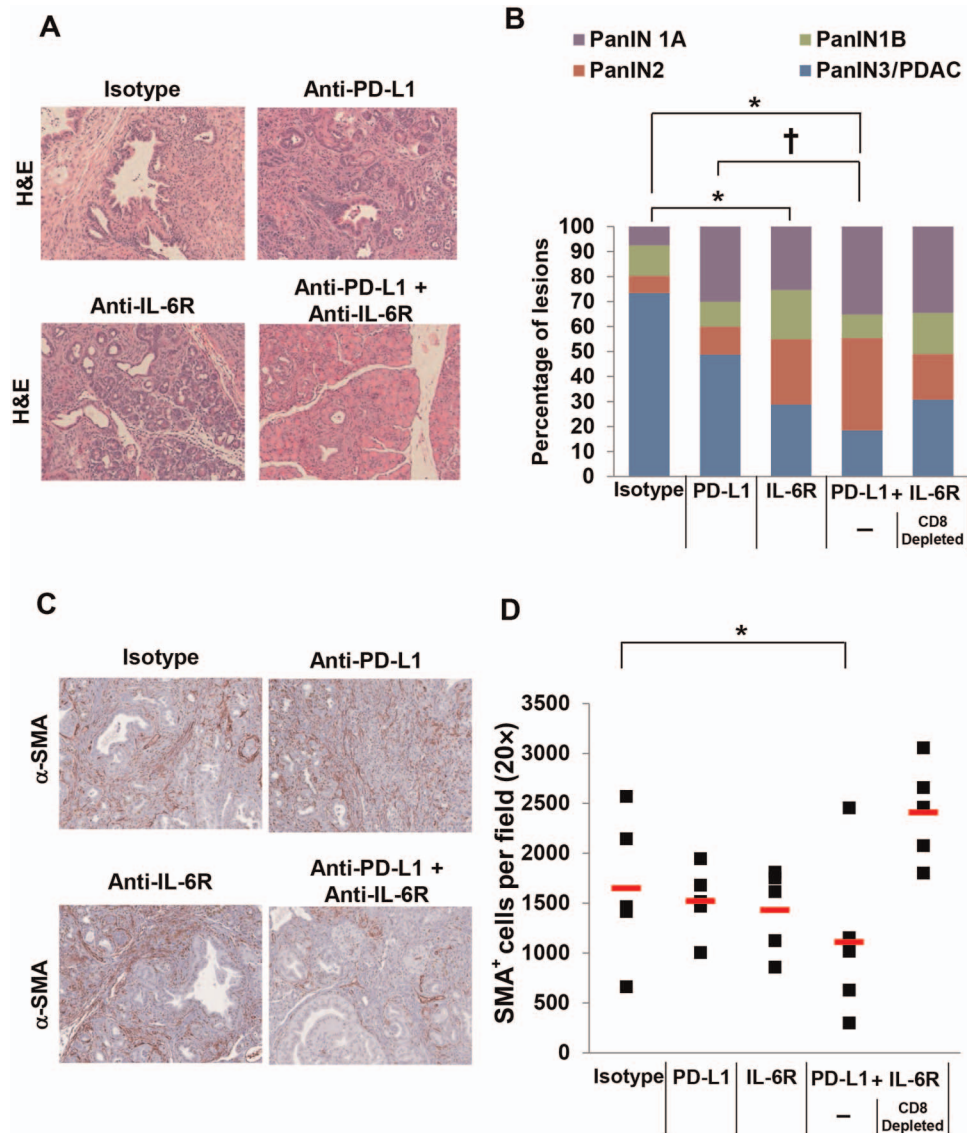 A
Isotype
Anti-PD-L1
H&E
Anti-IL-6R
Anti-PD-L1 +
Anti-IL-6R
H&E
B
PanIN 1A
PanIN1B
PanIN2
PanIN3/PDAC
*
†
*
Percentage of lesions
100
90
80
70
60
50
40
30
20
10
0
Isotype
PD-L1
IL-6R
PD-L1 + IL-6R
–
CD8
Depleted
C
Isotype
Anti-PD-L1
α-SMA
Anti-IL-6R
Anti-PD-L1 +
Anti-IL-6R
α-SMA
D
*
SMA⁺ cells per field (20×)
3500
3000
2500
2000
1500
1000
500
0
Isotype
PD-L1
IL-6R
PD-L1 + IL-6R
–
CD8
Depleted